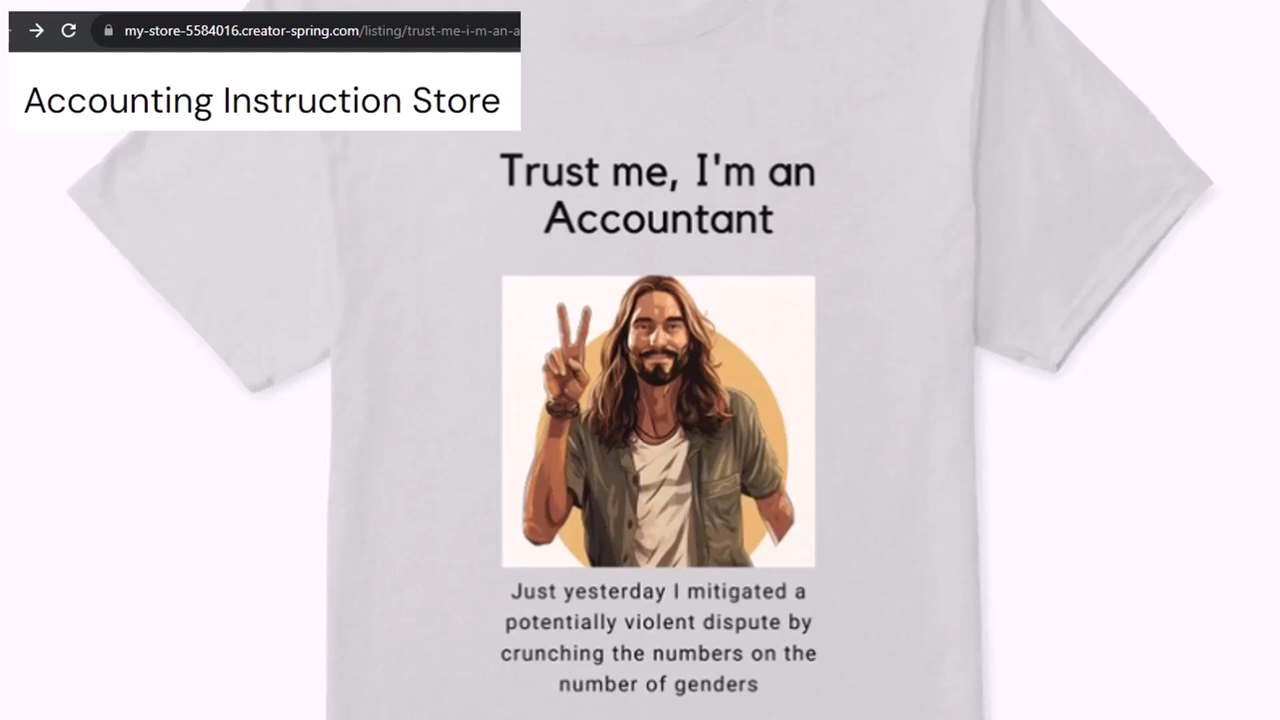 my-store-5584016.creator-spring.com/listing/trust-me-i-m-an-a
Accounting Instruction Store
Trust me, I'm an
Accountant
Just yesterday I mitigated a
potentially violent dispute by
crunching the numbers on the
number of genders